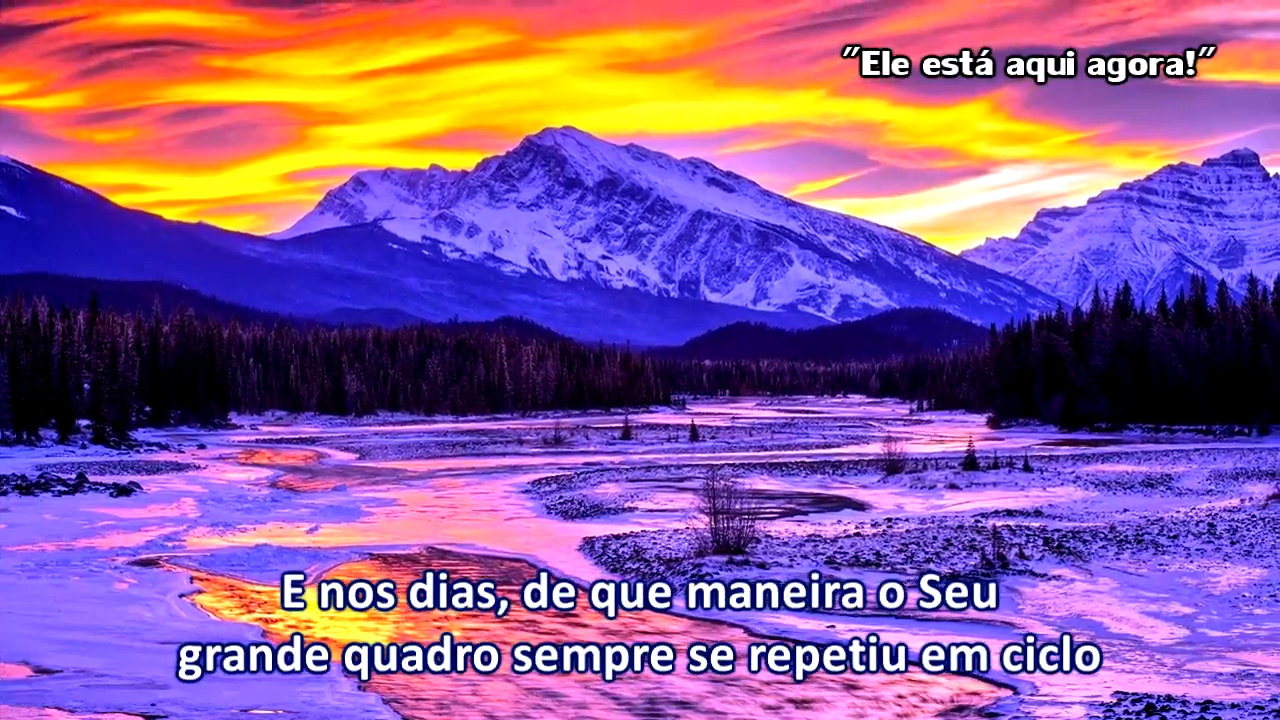 "Ele está aqui agora!"
E nos dias, de que maneira o Seu
grande quadro sempre se repetiu em ciclo